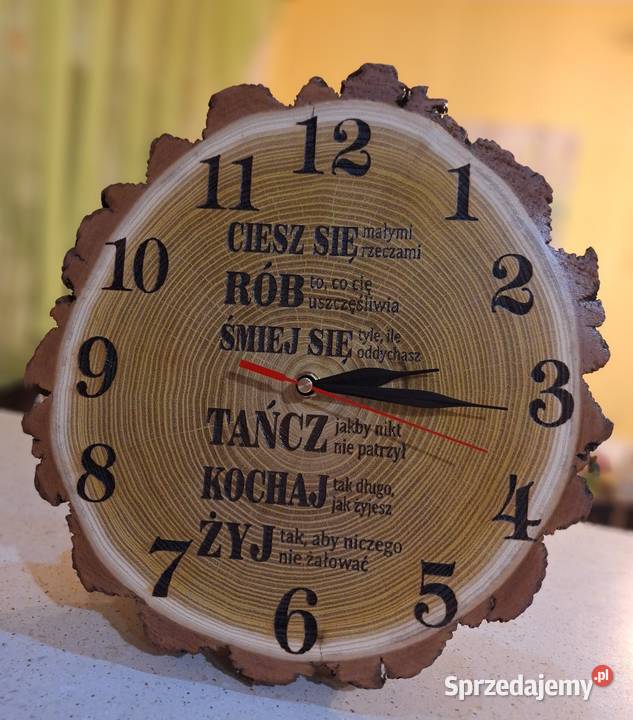 12
11
1
CIESZ SIĘ małymi rzeczami
10
2
RÓB to, co cię uszczęśliwia
ŚMIEJ SIĘ tyle, ile oddychasz
9
3
TAŃCZ jakby nikt nie patrzył
8
4
KOCHAJ tak długo, jak żyjesz
ŻYJ tak, aby niczego nie żałować
7
5
6
Sprzedajemy.pl